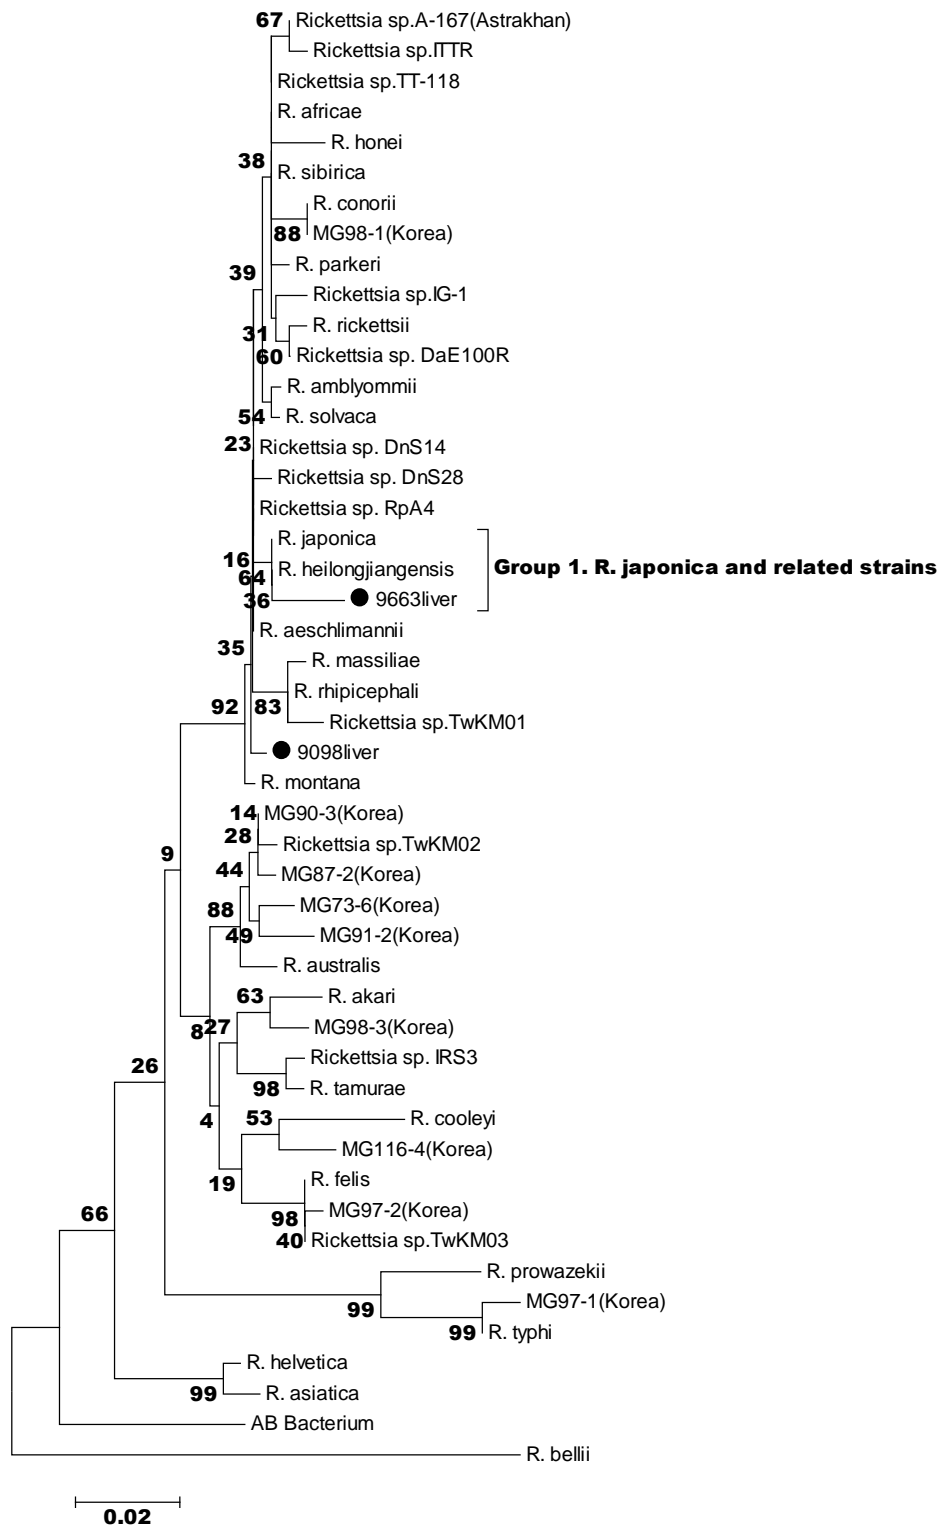 67 Rickettsia sp.A-167(Astrakhan)
Rickettsia sp.ITTR
Rickettsia sp.TT-118
R. africae
R. honei
38
R. sibirica
R. conorii
88 MG98-1(Korea)
R. parkeri
39
Rickettsia sp.IG-1
R. rickettsii
31
60 Rickettsia sp. DaE100R
R. amblyommii
54 R. solvaca
23 Rickettsia sp. DnS14
Rickettsia sp. DnS28
Rickettsia sp. RpA4
R. japonica
16
Group 1. R. japonica and related strains
R. heilongjiangensis
64
36 9663liver
R. aeschlimannii
35
R. massiliae
R. rhipicephali
92 83
Rickettsia sp.TwKM01
9098liver
R. montana
14 MG90-3(Korea)
28
Rickettsia sp.TwKM02
9
44 MG87-2(Korea)
MG73-6(Korea)
88
49 MG91-2(Korea)
R. australis
63 R. akari
8 27 MG98-3(Korea)
Rickettsia sp. IRS3
26
98 R. tamurae
53 R. cooleyi
4
MG116-4(Korea)
R. felis
19
66
MG97-2(Korea)
98
40 Rickettsia sp.TwKM03
R. prowazekii
99 MG97-1(Korea)
99 R. typhi
R. helvetica
99 R. asiatica
AB Bacterium
R. bellii
0.02